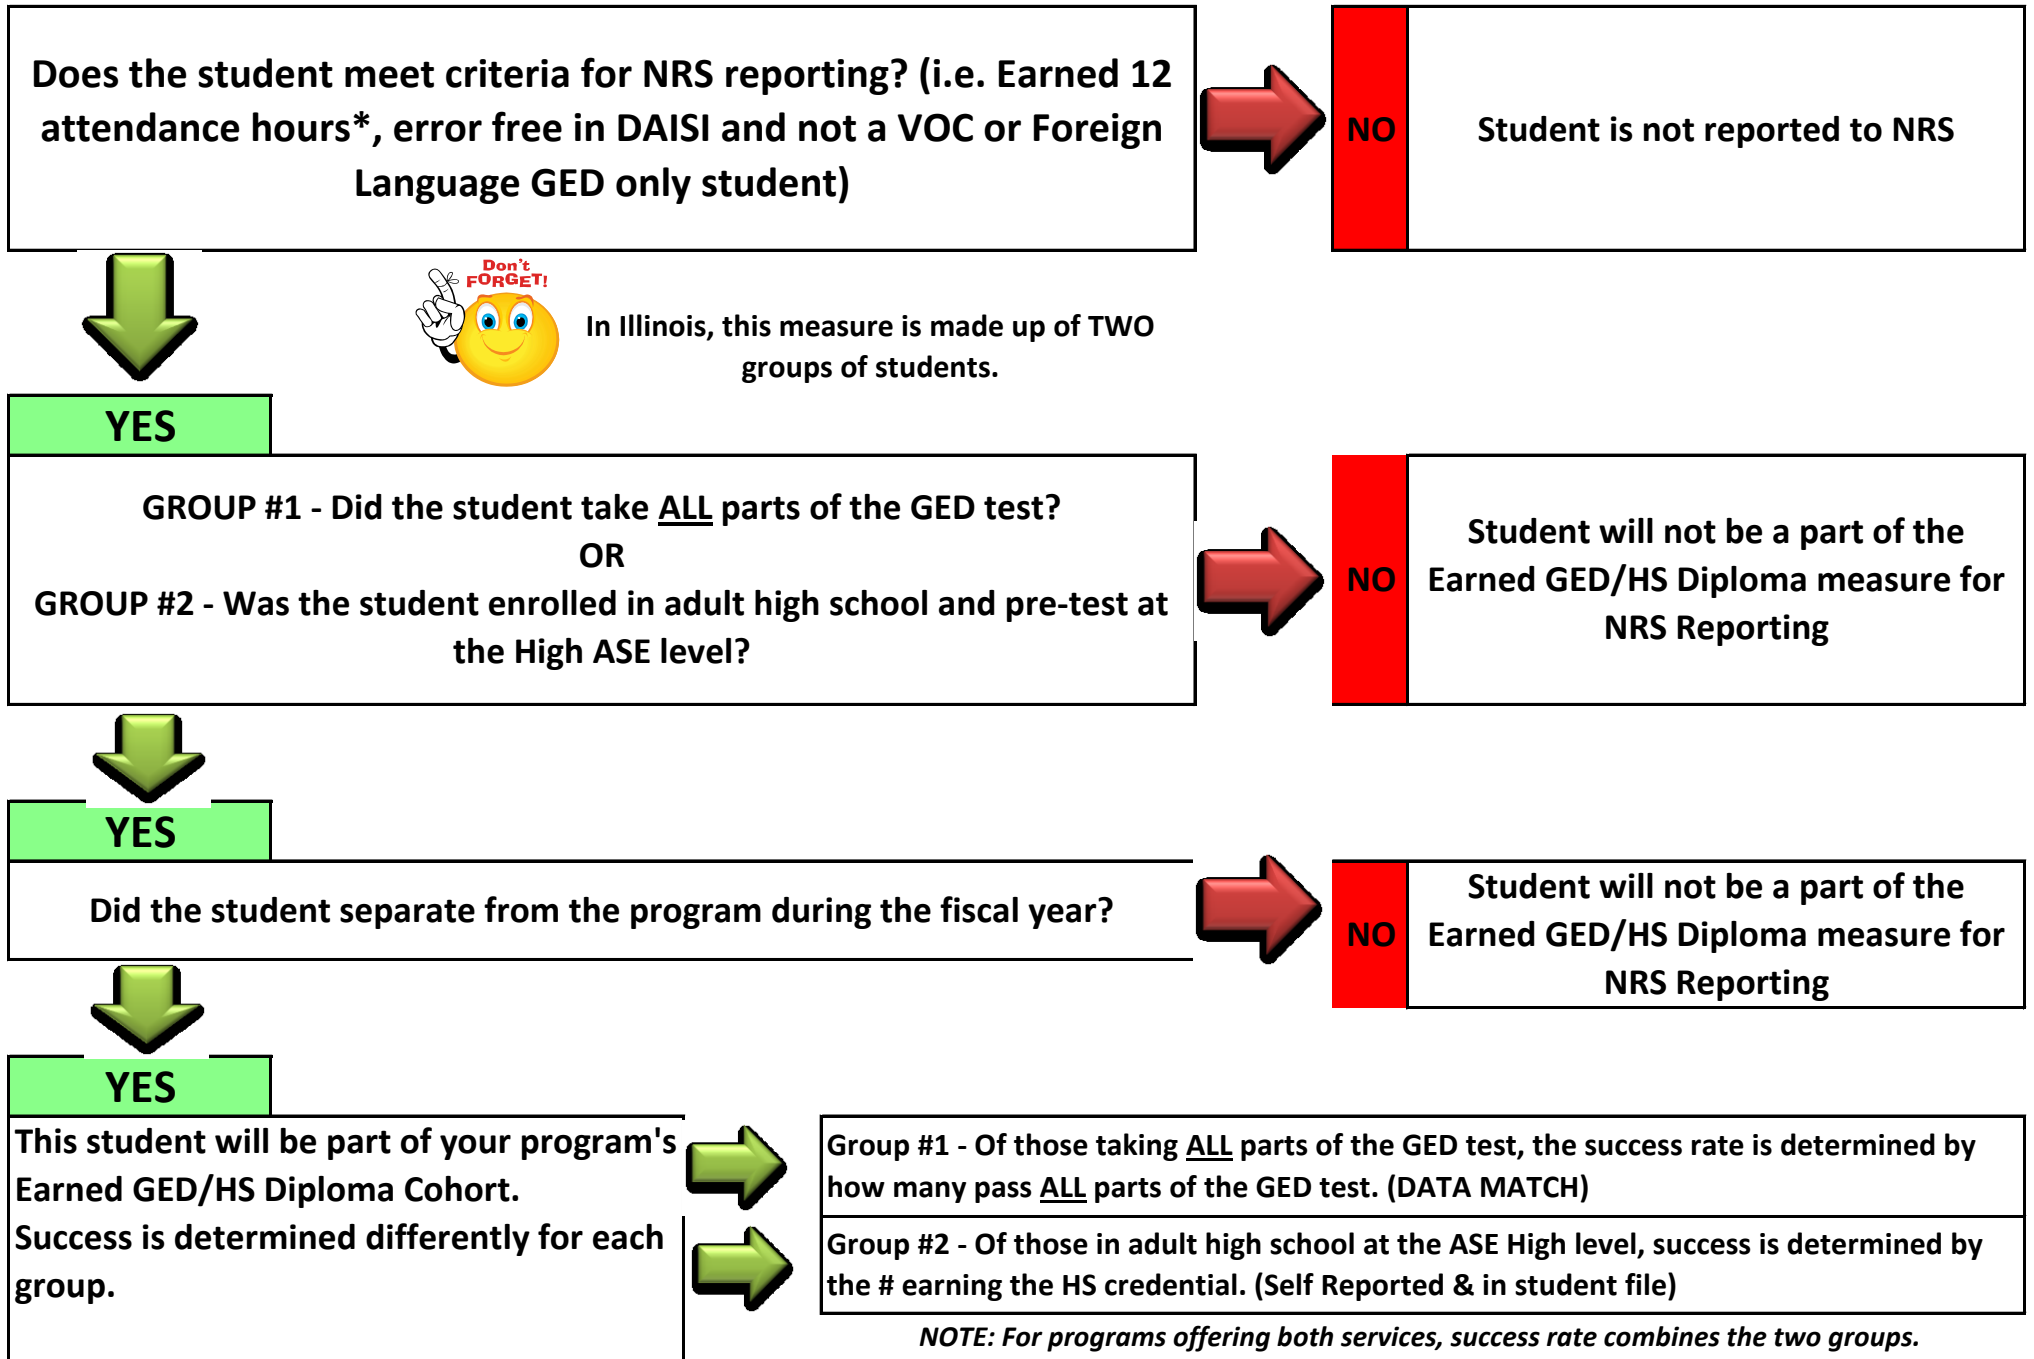 Does the student meet criteria for NRS reporting? (i.e. Earned 12
attendance hours*, error free in DAISI and not a VOC or Foreign
Language GED only student)
NO
Student is not reported to NRS
Don't
FORGET!
In Illinois, this measure is made up of TWO
groups of students.
YES
GROUP #1 - Did the student take ALL parts of the GED test?
OR
GROUP #2 - Was the student enrolled in adult high school and pre-test at
the High ASE level?
NO
Student will not be a part of the
Earned GED/HS Diploma measure for
NRS Reporting
YES
Did the student separate from the program during the fiscal year?
NO
Student will not be a part of the
Earned GED/HS Diploma measure for
NRS Reporting
YES
This student will be part of your program's
Earned GED/HS Diploma Cohort.
Success is determined differently for each
group.
Group #1 - Of those taking ALL parts of the GED test, the success rate is determined by
how many pass ALL parts of the GED test. (DATA MATCH)
Group #2 - Of those in adult high school at the ASE High level, success is determined by
the # earning the HS credential. (Self Reported & in student file)
NOTE: For programs offering both services, success rate combines the two groups.